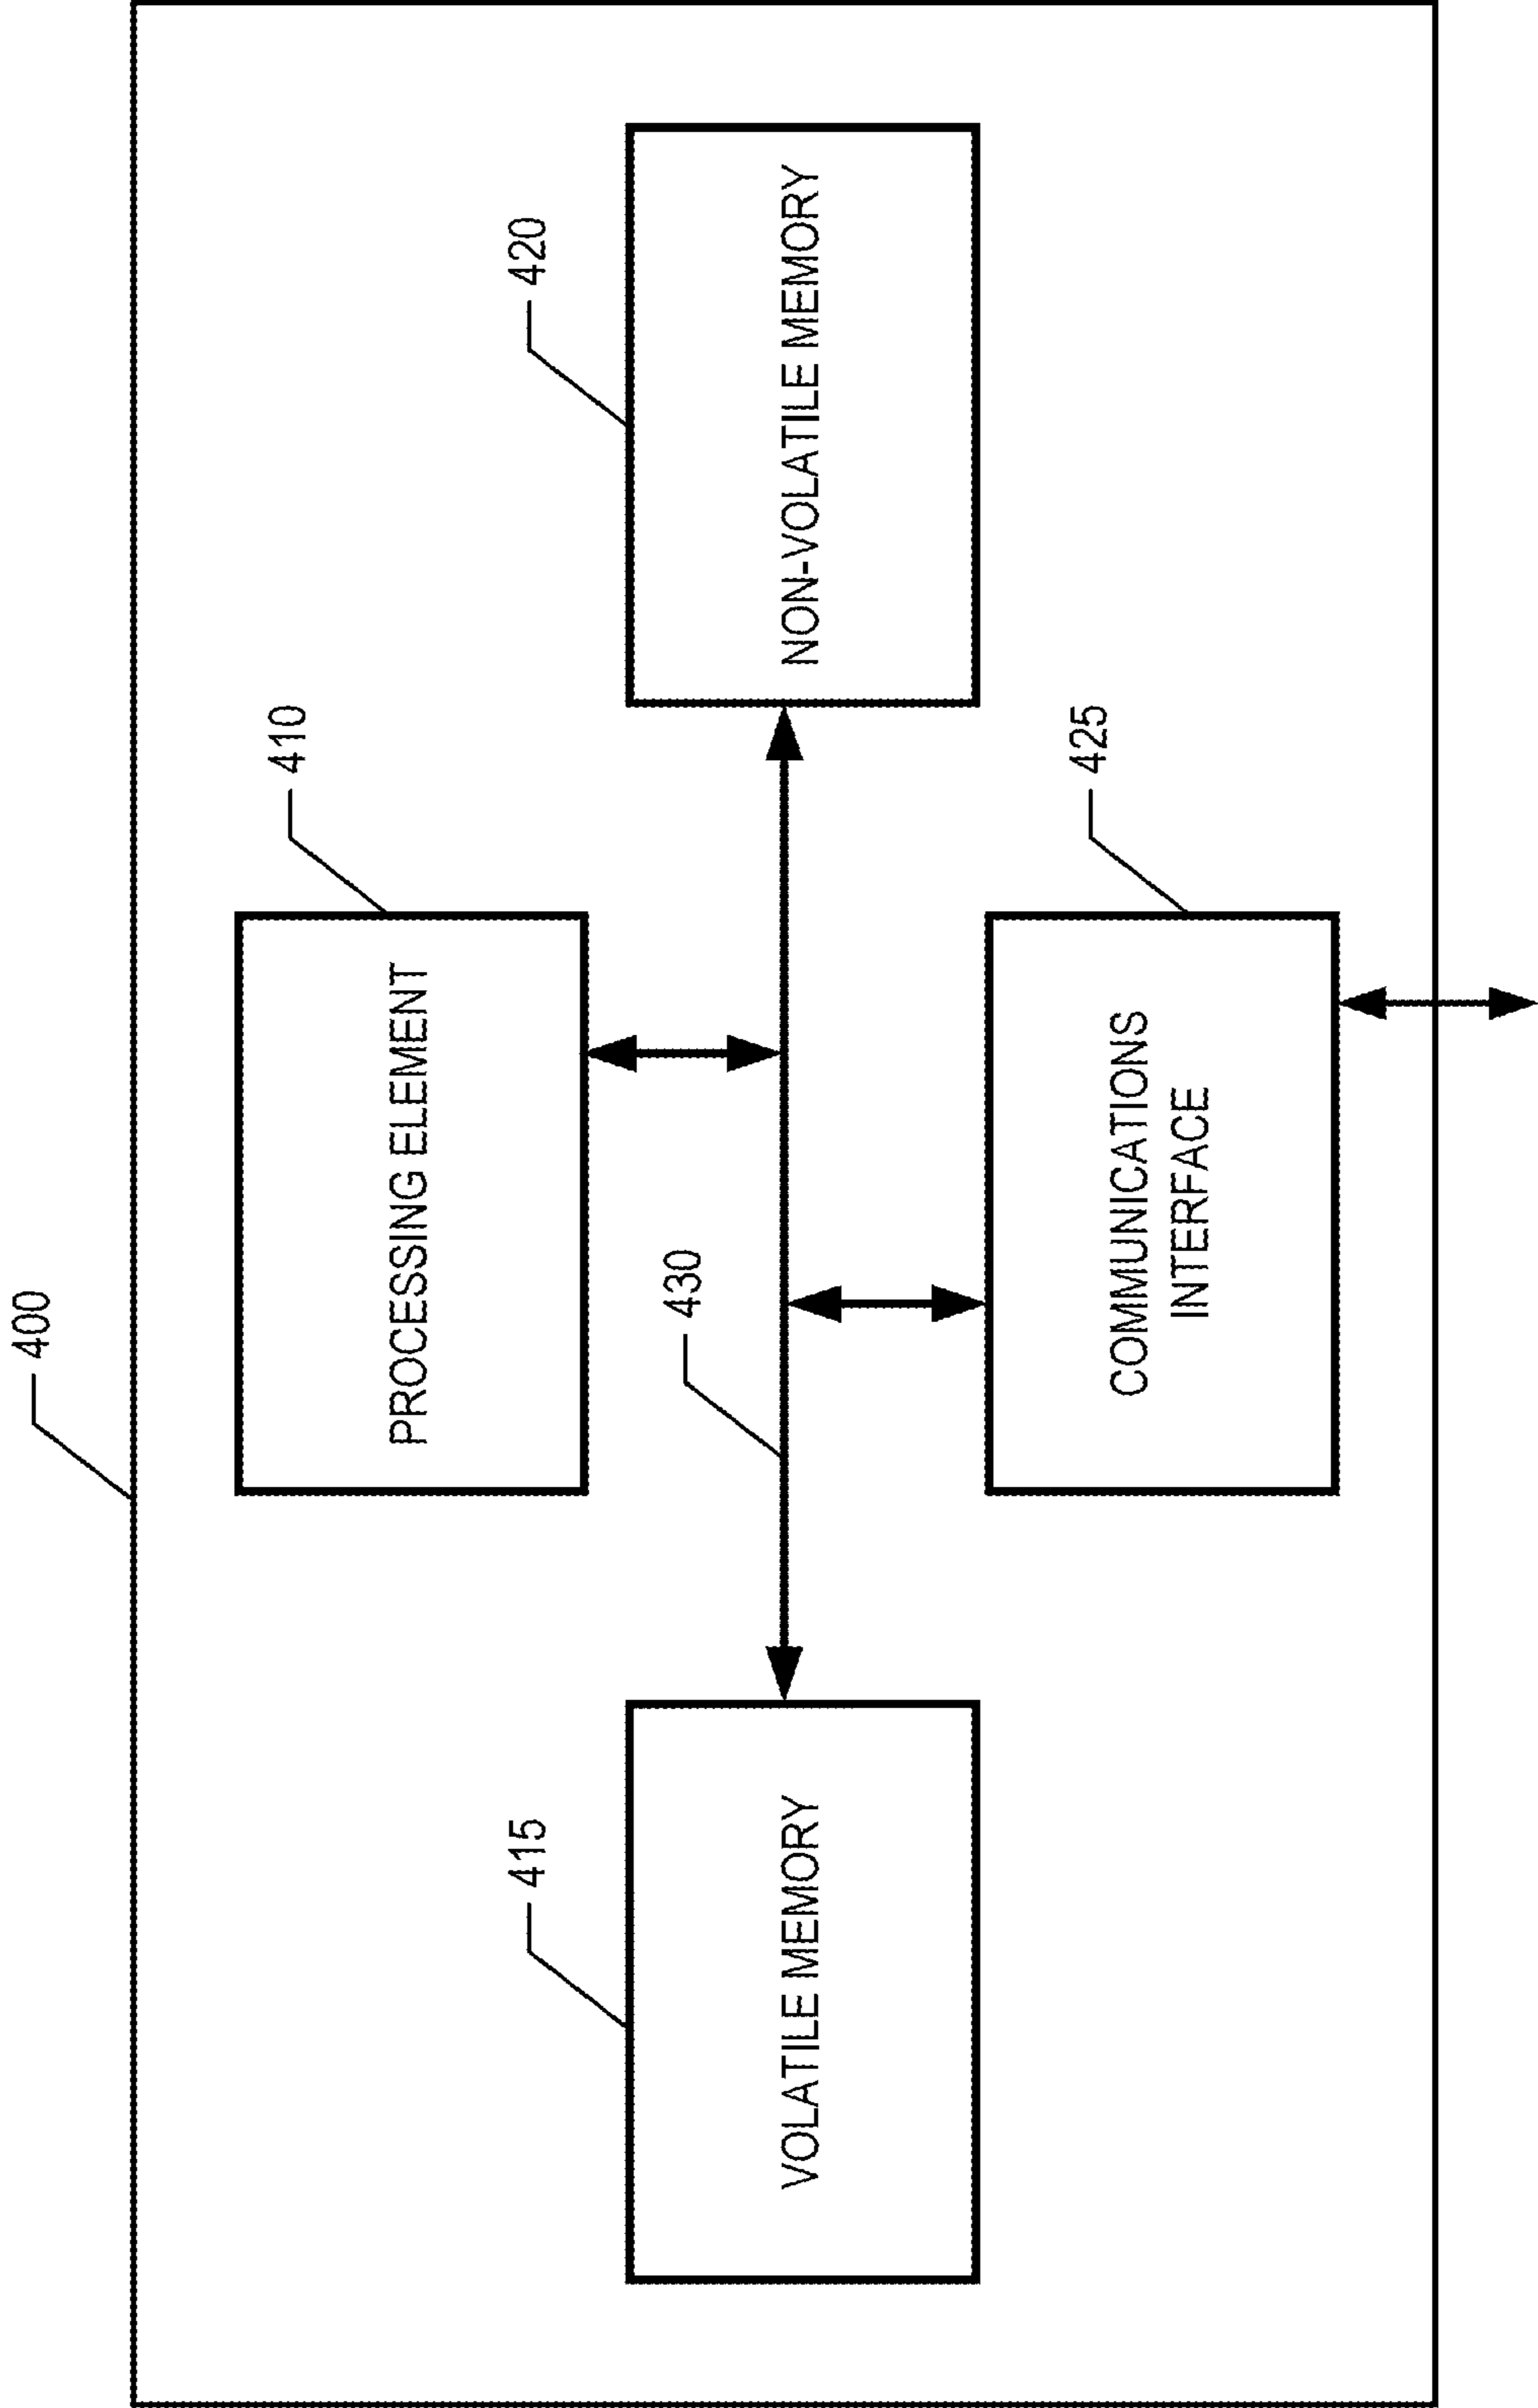 400
410
PROCESSING ELEMENT
415
420
VOLATILE MEMORY
NON-VOLATILE MEMORY
430
425
COMMUNICATIONS
INTERFACE